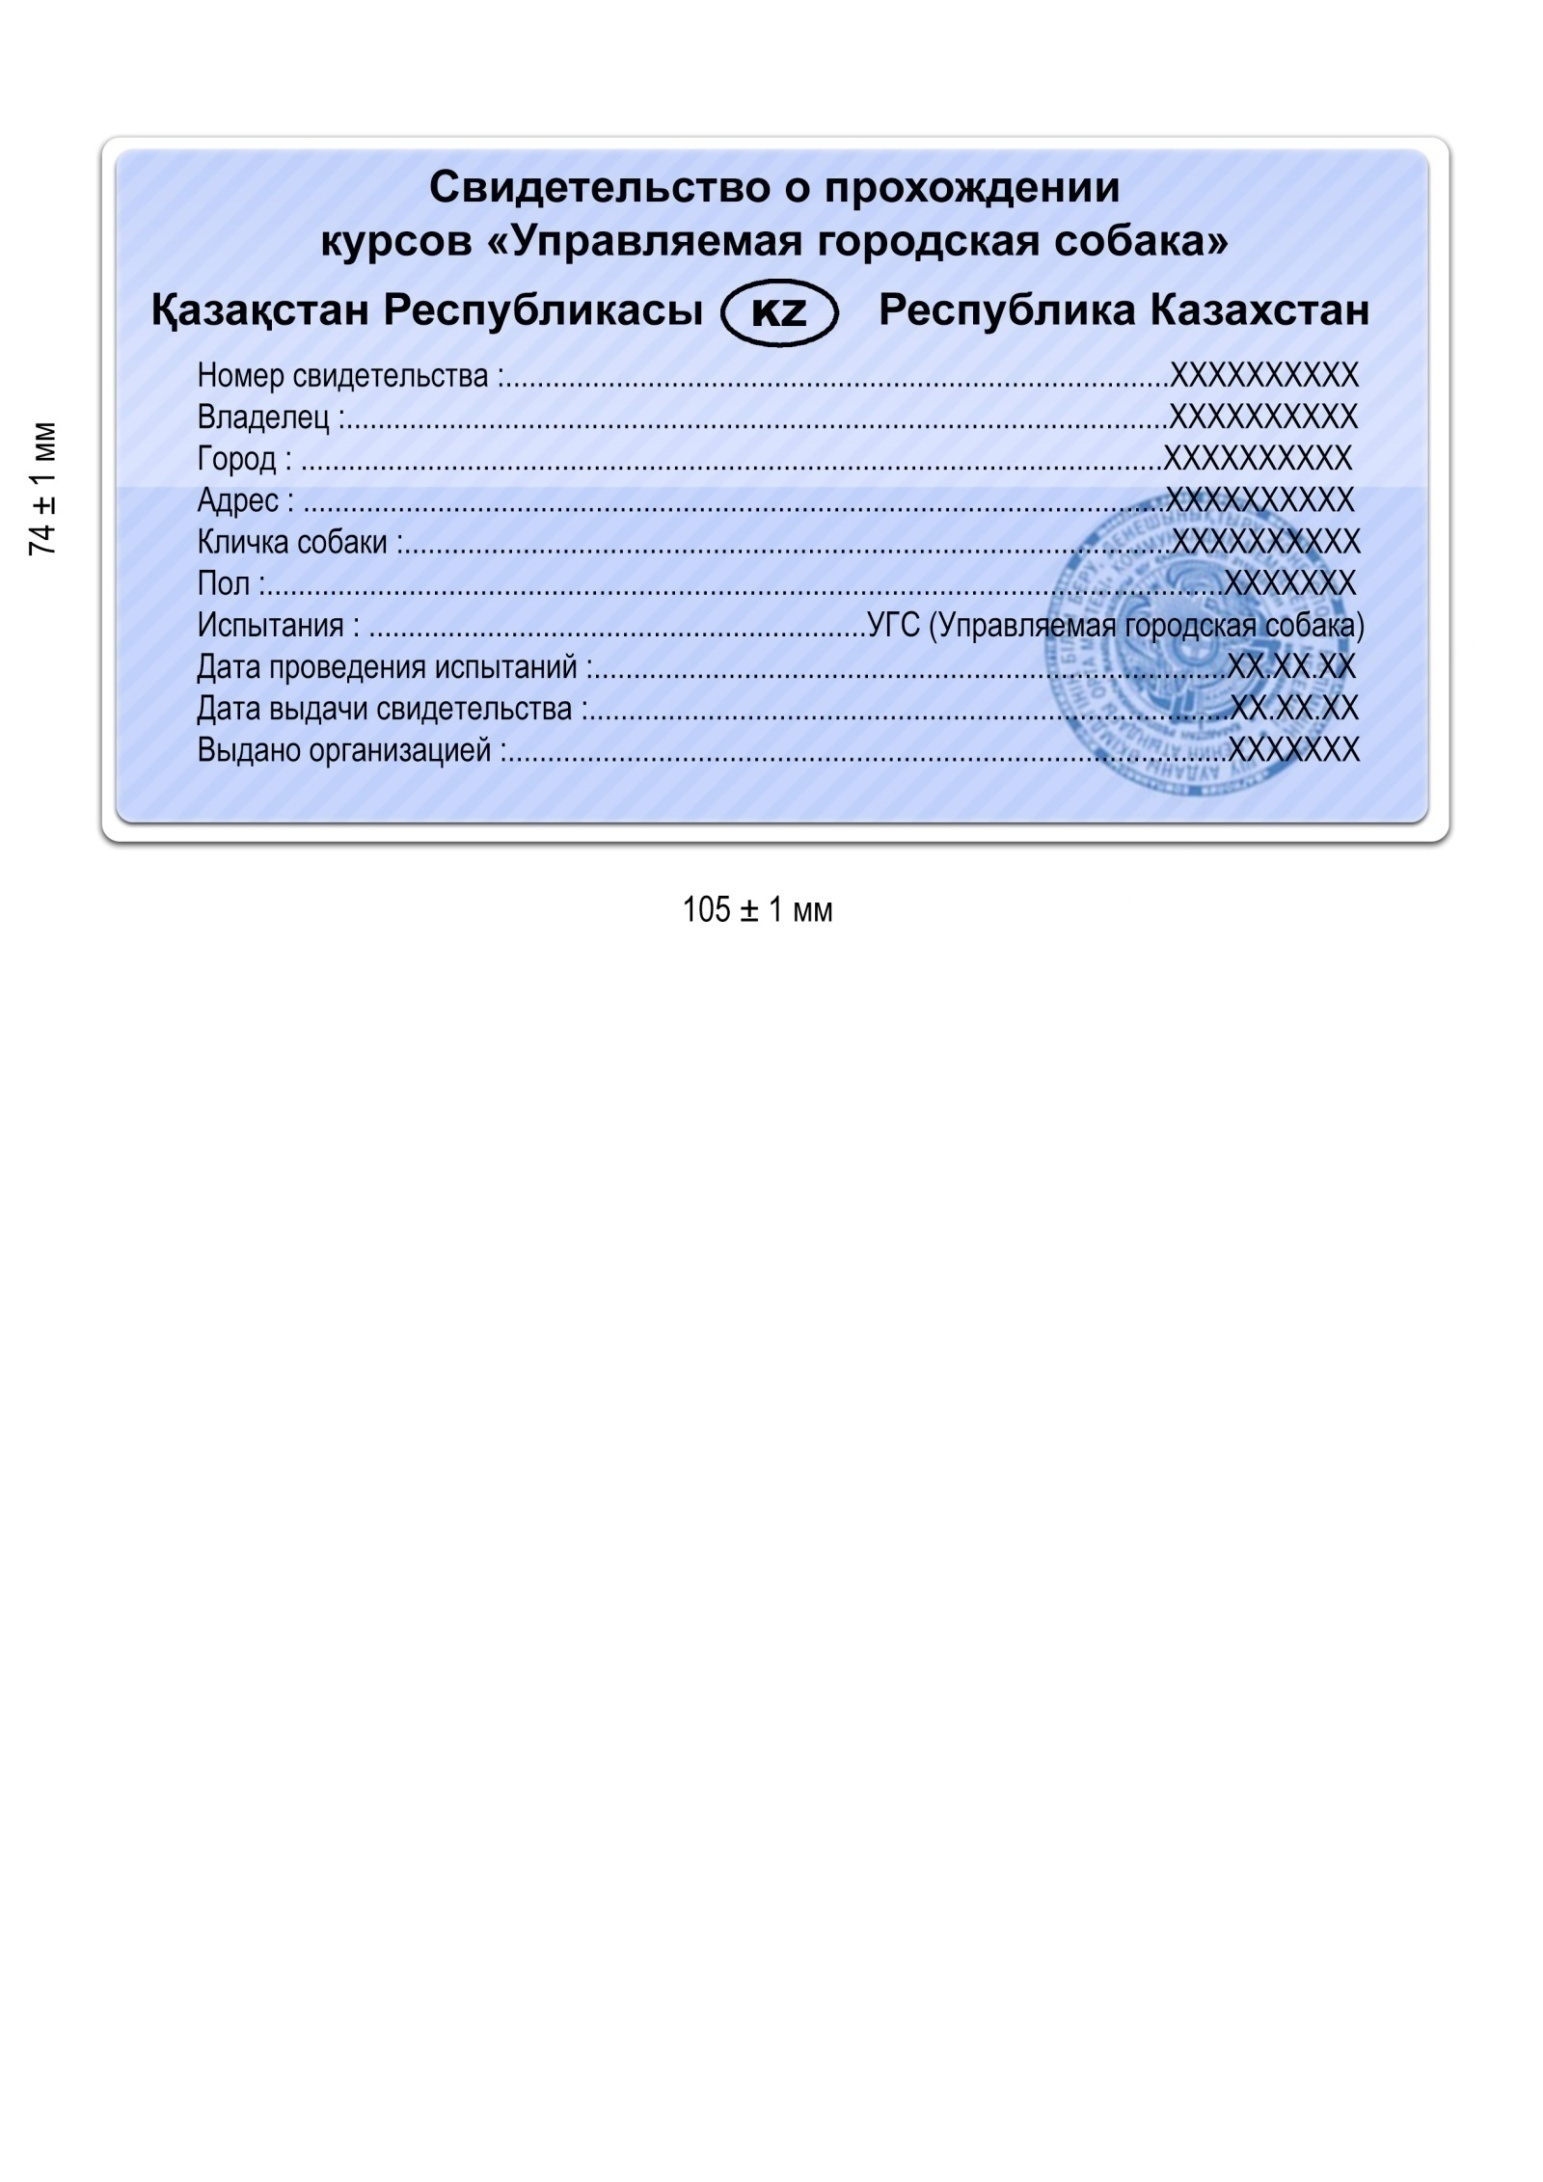 Свидетельство о прохождении
курсов «Управляемая городская собака»
Қазақстан Республикасы KZ Республика Казахстан
Номер свидетельства :....................................................................................XXXXXXXXXX
Владелец :........................................................................................................XXXXXXXXXX
Город : .............................................................................................................XXXXXXXXXX
Адрес : .............................................................................................................XXXXXXXXXX
Кличка собаки :.................................................................................................XXXXXXXXXX
Пол :.........................................................................................................................XXXXXXX
Испытания : ...............................................................УГС (Управляемая городская собака)
Дата проведения испытаний :................................................................................XX.XX.XX
Дата выдачи свидетельства :.................................................................................XX.XX.XX
Выдано организацией :...........................................................................................XXXXXXX
74 ± 1 мм
105 ± 1 мм